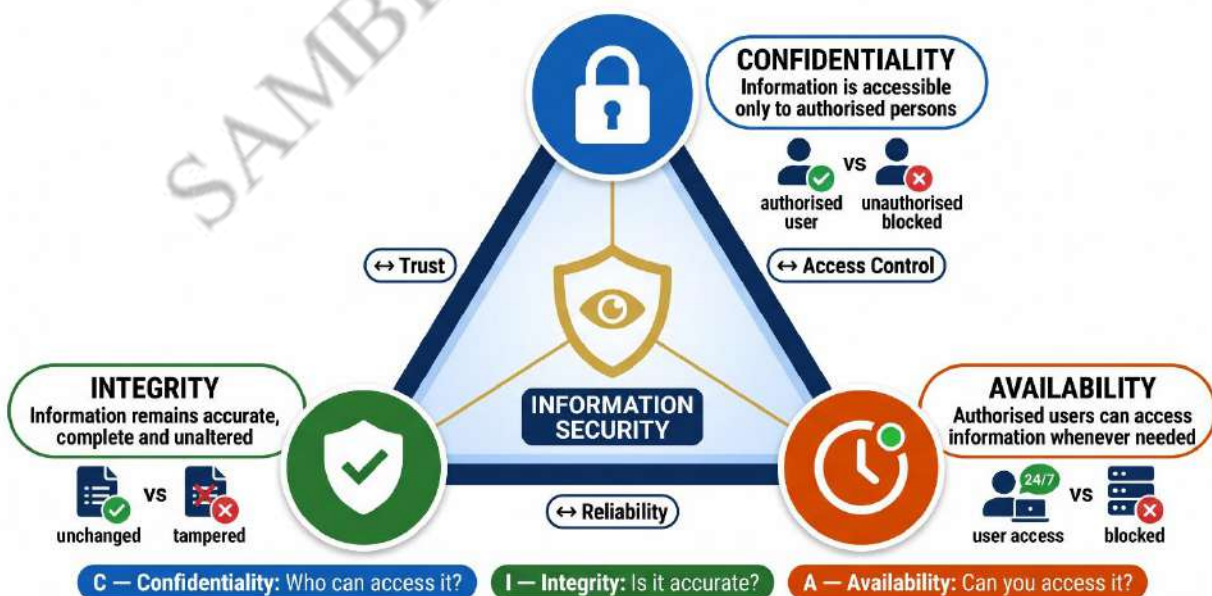 CONFIDENTIALITY
Information is accessible
only to authorised persons
vs
authorised
user
unauthorised
blocked
↔ Trust
↔ Access Control
INTEGRITY
Information remains accurate,
complete and unaltered
vs
unchanged
tampered
INFORMATION
SECURITY
AVAILABILITY
Authorised users can access
information whenever needed
24/7
vs
user access
blocked
↔ Reliability
C — Confidentiality: Who can access it?
I — Integrity: Is it accurate?
A — Availability: Can you access it?